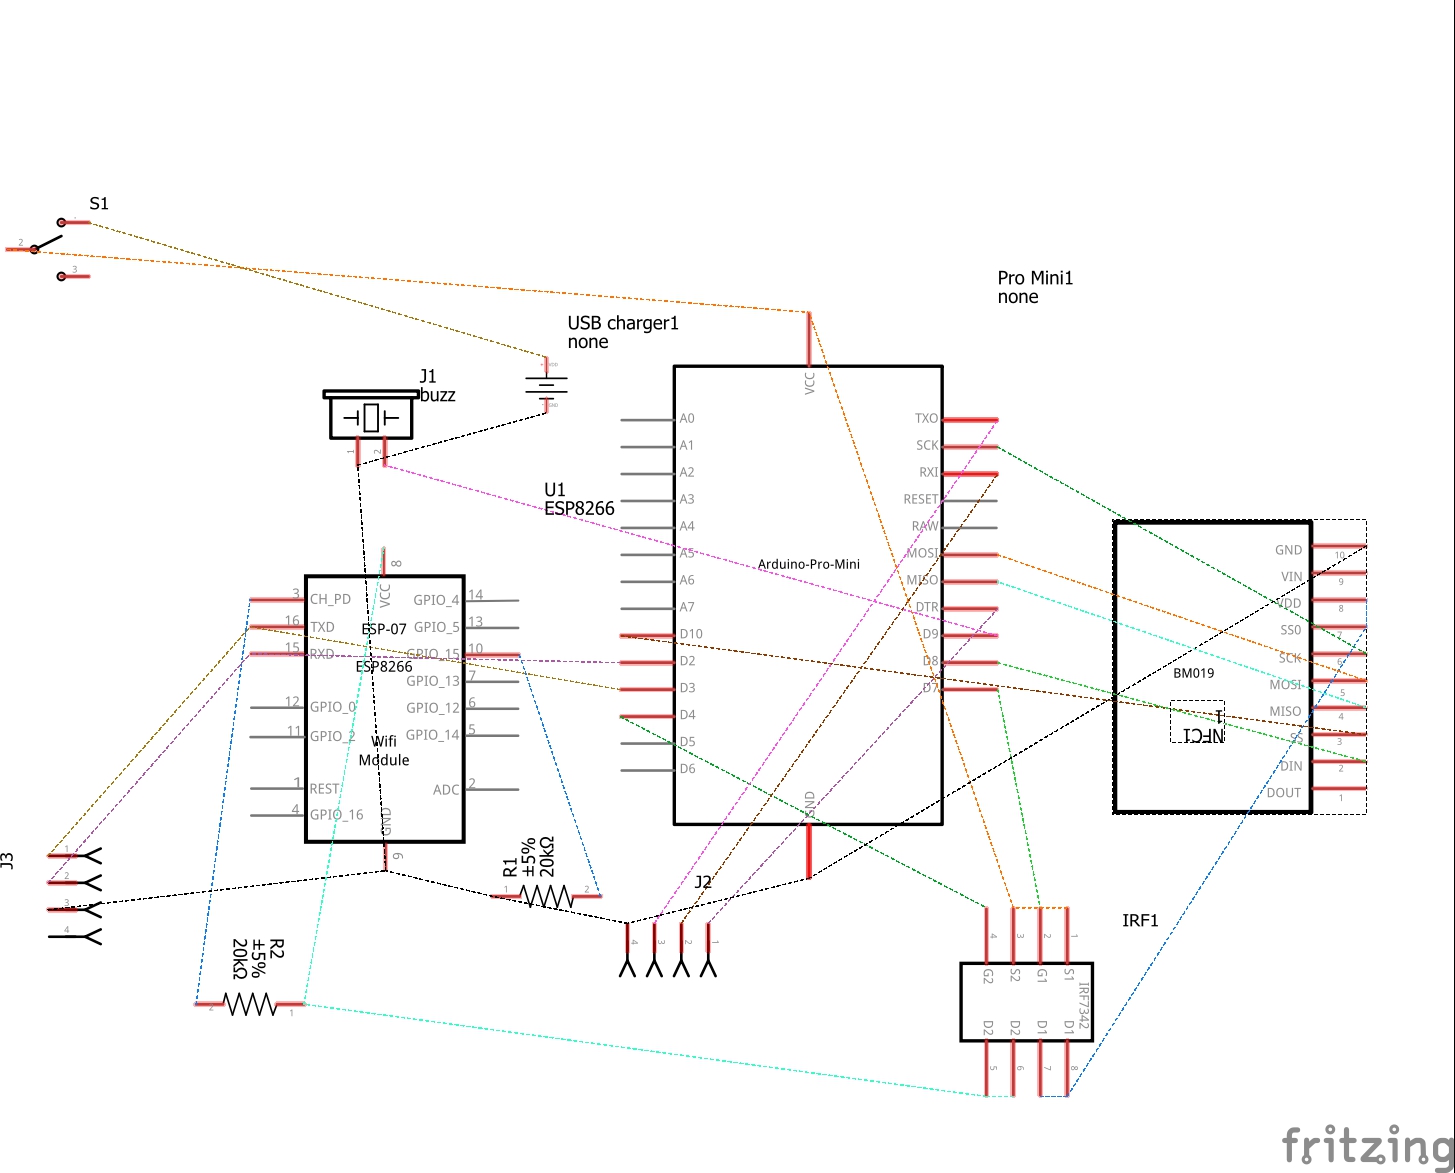 S1
2
3
Pro Mini1
none
USB charger1
none
J1
buzz
1
2
VCC
U1
ESP8266
A0
A1
A2
A3
A4
A5
A6
A7
D10
D2
D3
D4
D5
D6
Arduino-Pro-Mini
TXO
SCK
RXI
RESET
RAW
MOSI
MISO
DTR
D9
D8
D7
GND
8
VCC
3
CH_PD
16
TXD
15
RXD
12
GPIO_0
11
GPIO_2
1
REST
4
GPIO_16
ESP-07
ESP8266
Wifi
Module
GPIO_4
14
GPIO_5
13
GPIO_15
10
GPIO_13
7
GPIO_12
6
GPIO_14
5
ADC
2
GND
9
GND
10
VIN
9
VDD
SS0
7
SCK
6
MOSI
5
MISO
4
SS
3
DIN
2
DOUT
1
BM019
NFC1
1
J3
1
2
3
4
R1
±5%
20kΩ
1
2
R2
±5%
20kΩ
2
1
J2
4
3
2
1
IRF1
4
3
2
1
G2
S2
G1
S1
IRF7342
D2
D2
D1
D1
5
6
7
8
fritzing